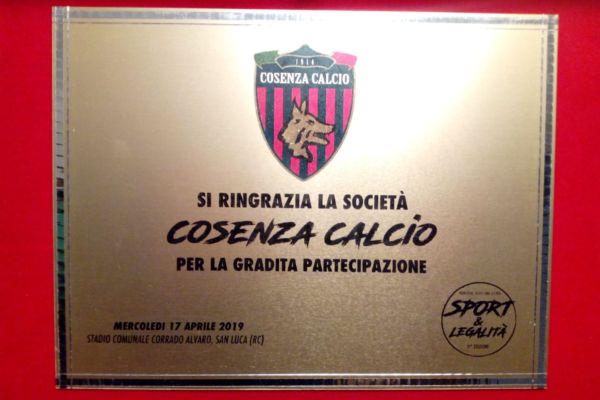 1914
COSENZA CALCIO
SI RINGRAZIA LA SOCIETÀ
COSENZA CALCIO
PER LA GRADITA PARTECIPAZIONE
MERCOLEDI 17 APRILE 2019
STADIO COMUNALE CORRADO ALVARO, SAN LUCA (RC)
SPORT
&
LEGALITÀ